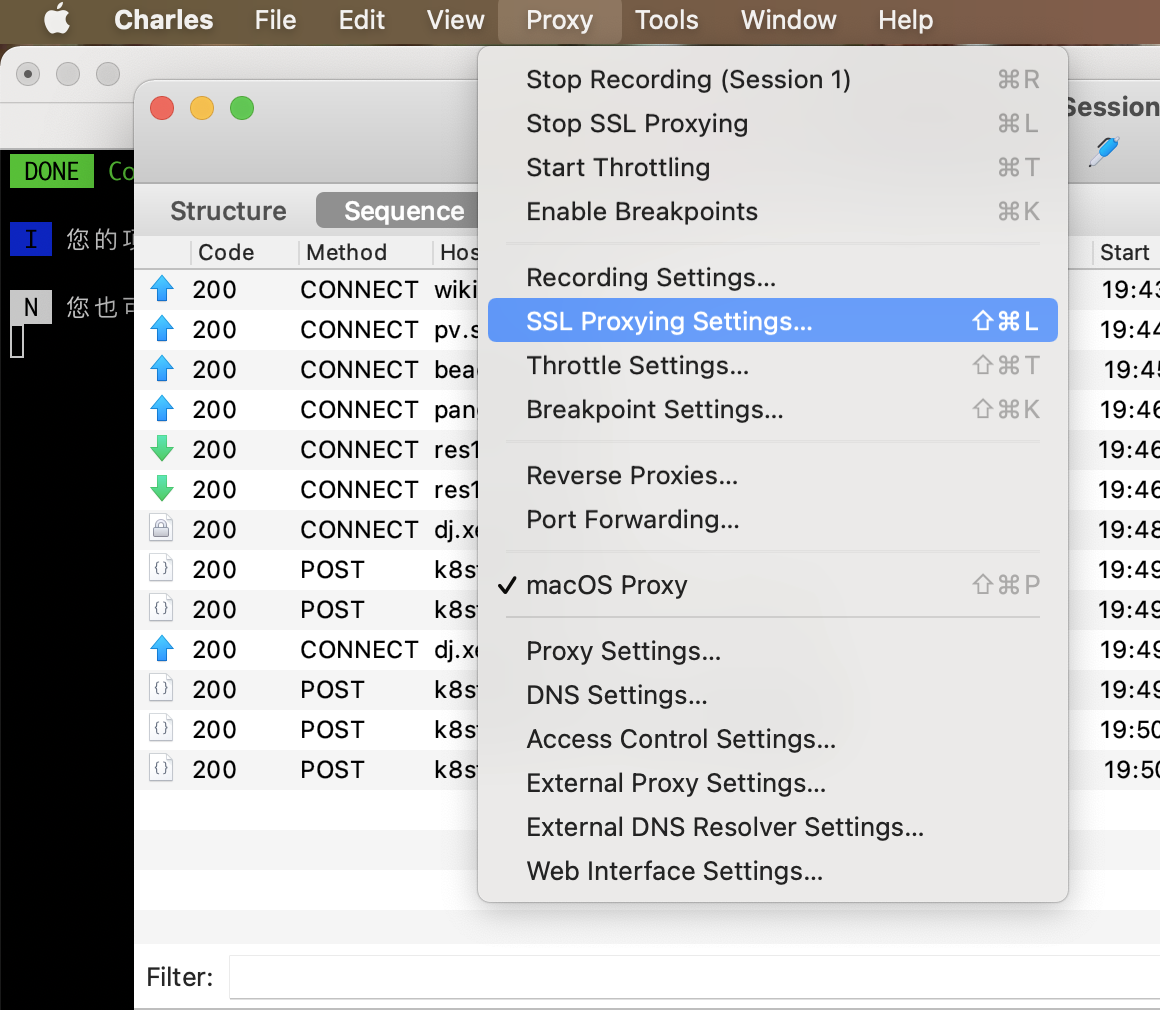 Charles File Edit View Proxy Tools Window Help
Stop Recording (Session 1) ⌘R
Stop SSL Proxying ⌘L
Start Throttling ⌘T
Enable Breakpoints ⌘K
Recording Settings...
SSL Proxying Settings... ⇧⌘L
Throttle Settings... ⇧⌘T
Breakpoint Settings... ⇧⌘K
Reverse Proxies...
Port Forwarding...
✓ macOS Proxy ⇧⌘P
Proxy Settings...
DNS Settings...
Access Control Settings...
External Proxy Settings...
External DNS Resolver Settings...
Web Interface Settings...
Session
DONE Co
I 您的
N 您也
Structure Sequence
Code Method Hos Start
200 CONNECT wiki 19:43
200 CONNECT pv.s 19:44
200 CONNECT bea 19:45
200 CONNECT pan 19:46
200 CONNECT res1 19:46
200 CONNECT res1 19:46
200 CONNECT dj.x 19:48
200 POST k8s 19:49
200 POST k8s 19:49
200 CONNECT dj.x 19:49
200 POST k8s 19:49
200 POST k8s 19:50
200 POST k8s 19:50
Filter: